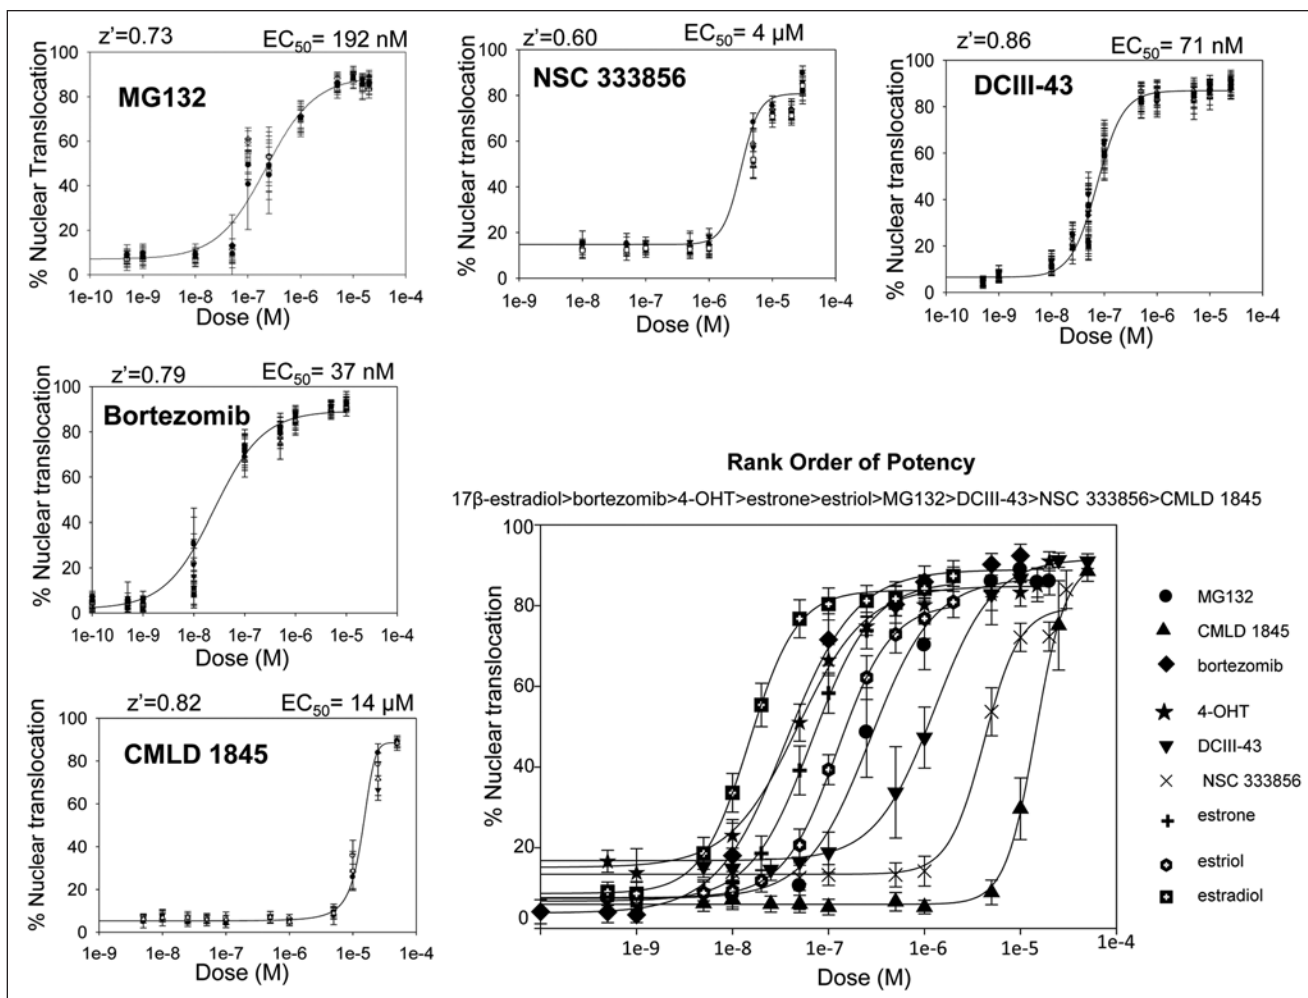 z'=0.73 EC50= 192 nM
MG132
% Nuclear Translocation
100
80
60
40
20
0
1e-10 1e-9 1e-8 1e-7 1e-6 1e-5 1e-4
Dose (M)
z'=0.60 EC50= 4 µM
NSC 333856
% Nuclear translocation
100
80
60
40
20
0
1e-9 1e-8 1e-7 1e-6 1e-5 1e-4
Dose (M)
z'=0.86 EC50= 71 nM
DCIII-43
% Nuclear translocation
100
80
60
40
20
0
1e-10 1e-9 1e-8 1e-7 1e-6 1e-5 1e-4
Dose (M)
z'=0.79 EC50= 37 nM
Bortezomib
% Nuclear translocation
100
80
60
40
20
0
1e-10 1e-9 1e-8 1e-7 1e-6 1e-5 1e-4
z'=0.82 EC50= 14 µM
CMLD 1845
% Nuclear translocation
100
80
60
40
20
0
1e-9 1e-8 1e-7 1e-6 1e-5 1e-4
Dose (M)
Rank Order of Potency
17β-estradiol>bortezomib>4-OHT>estrone>estriol>MG132>DCIII-43>NSC 333856>CMLD 1845
% Nuclear translocation
100
80
60
40
20
0
1e-9 1e-8 1e-7 1e-6 1e-5 1e-4
Dose (M)
MG132
CMLD 1845
bortezomib
4-OHT
DCIII-43
NSC 333856
estrone
estriol
estradiol